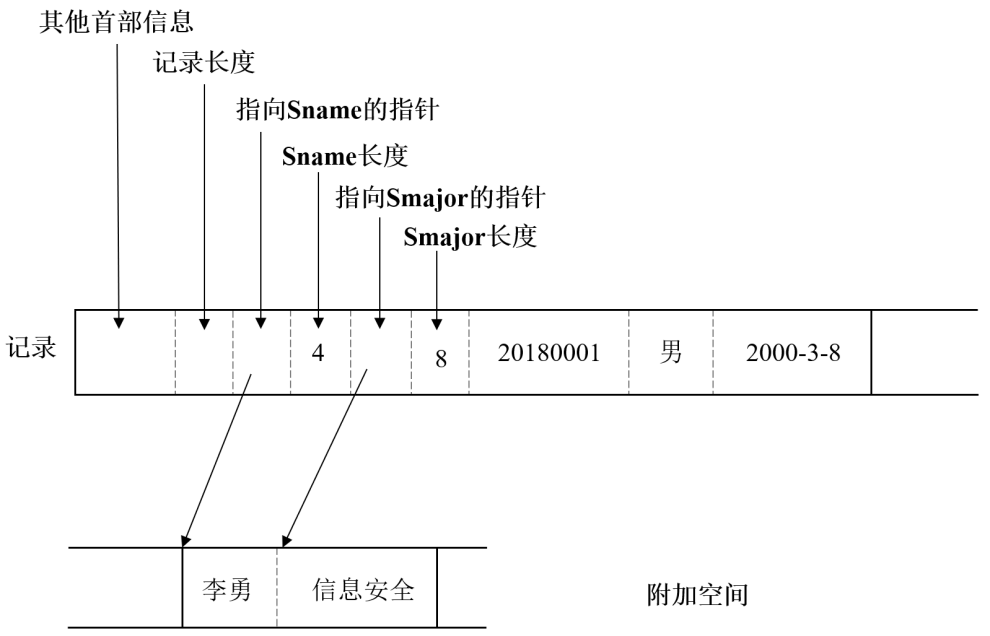 其他首部信息
记录长度
指向Sname的指针
Sname长度
指向Smajor的指针
Smajor长度
记录 4 8 20180001 男 2000-3-8
李勇 信息安全 附加空间